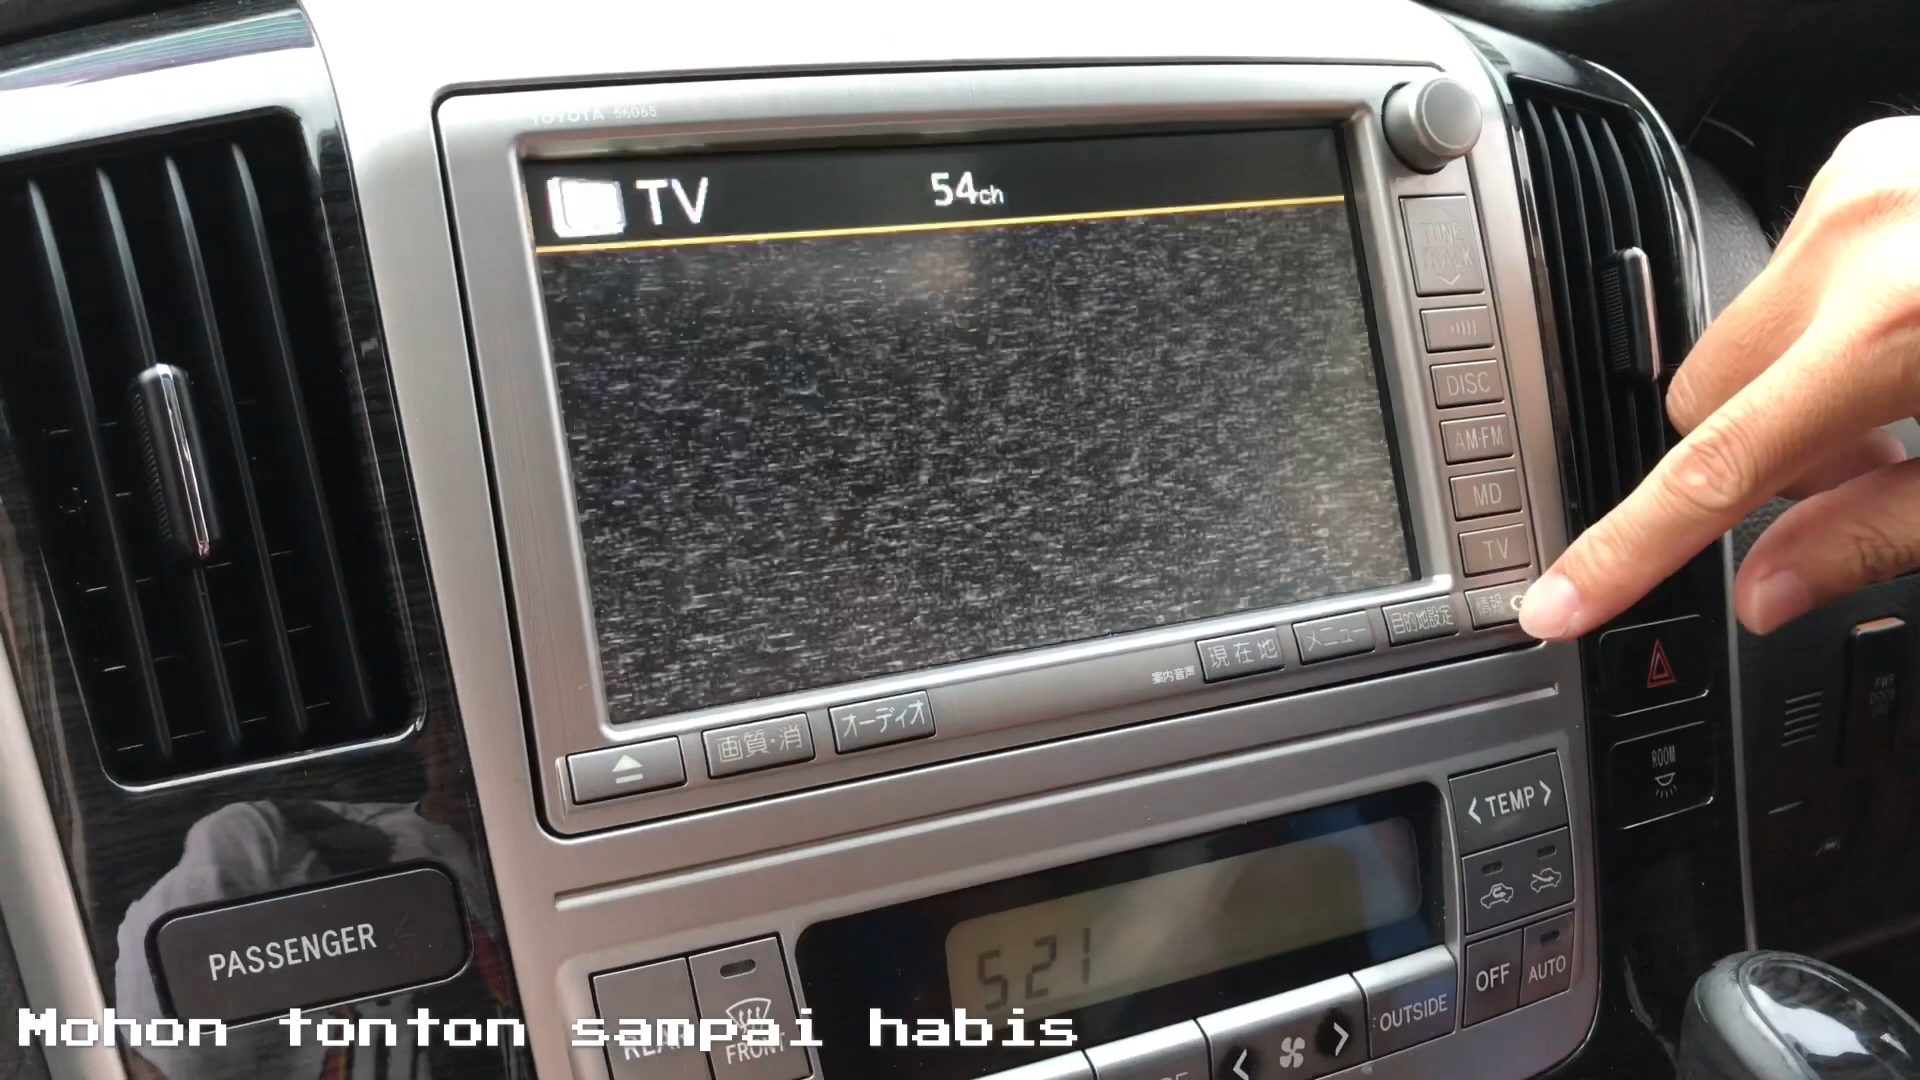 TOYOTA 56065
TV 54ch
DISC
AM·FM
MD
TV
情報 G
目的地設定
メニュー
現在地
案内音声
オーディオ
画質·消
<TEMP>
ROOM
PASSENGER
521
OFF
AUTO
OUTSIDE
FRONT
Mohon tonton sampai habis